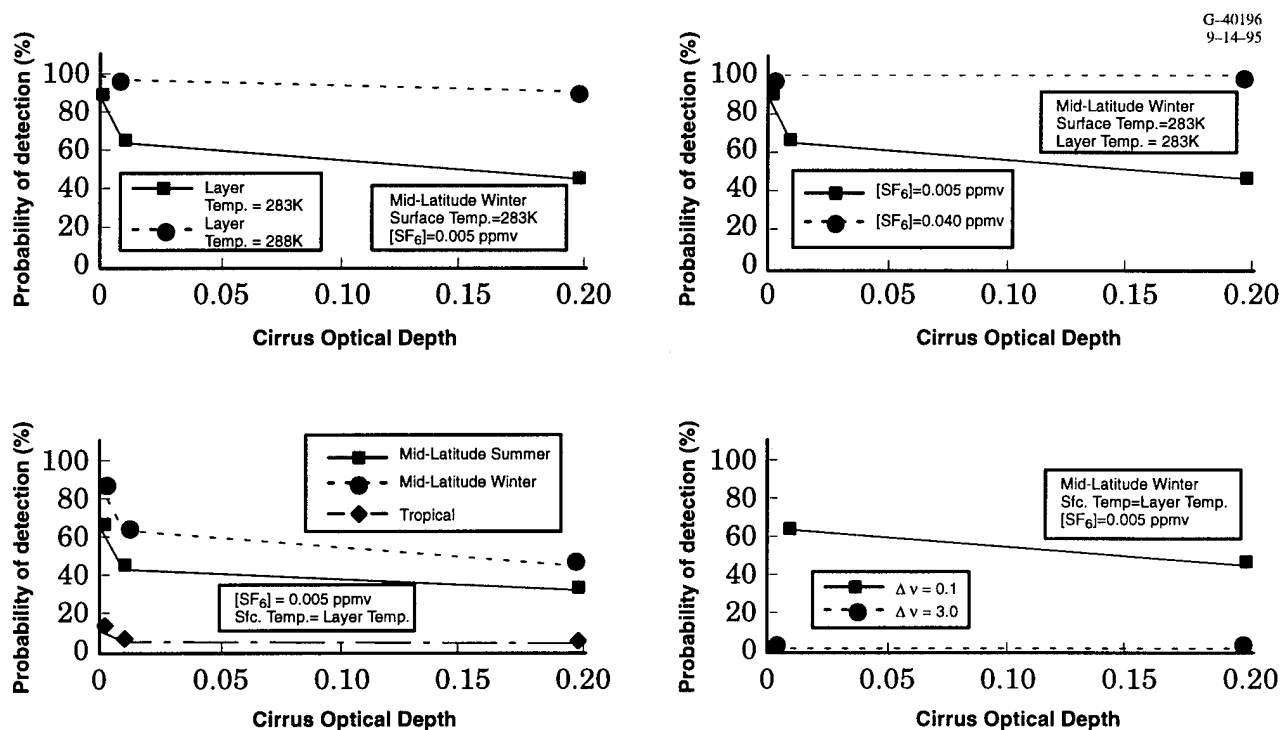 G-40196
9-14-95
Probability of detection (%)
100
80
60
40
20
0
Layer
Temp. = 283K
Layer
Temp. = 288K
Mid-Latitude Winter
Surface Temp.=283K
[SF6]=0.005 ppmv
0 0.05 0.10 0.15 0.20
Cirrus Optical Depth
Probability of detection (%)
100
80
60
40
20
0
Mid-Latitude Winter
Surface Temp.=283K
Layer Temp. = 283K
[SF6]=0.005 ppmv
[SF6]=0.040 ppmv
0 0.05 0.10 0.15 0.20
Cirrus Optical Depth
Probability of detection (%)
100
80
60
40
20
0
Mid-Latitude Summer
Mid-Latitude Winter
Tropical
[SF6] = 0.005 ppmv
Sfc. Temp.= Layer Temp.
0 0.05 0.10 0.15 0.20
Cirrus Optical Depth
Probability of detection (%)
100
80
60
40
20
0
Mid-Latitude Winter
Sfc. Temp=Layer Temp.
[SF6]=0.005 ppmv
Δ ν = 0.1
Δ ν = 3.0
0 0.05 0.10 0.15 0.20
Cirrus Optical Depth